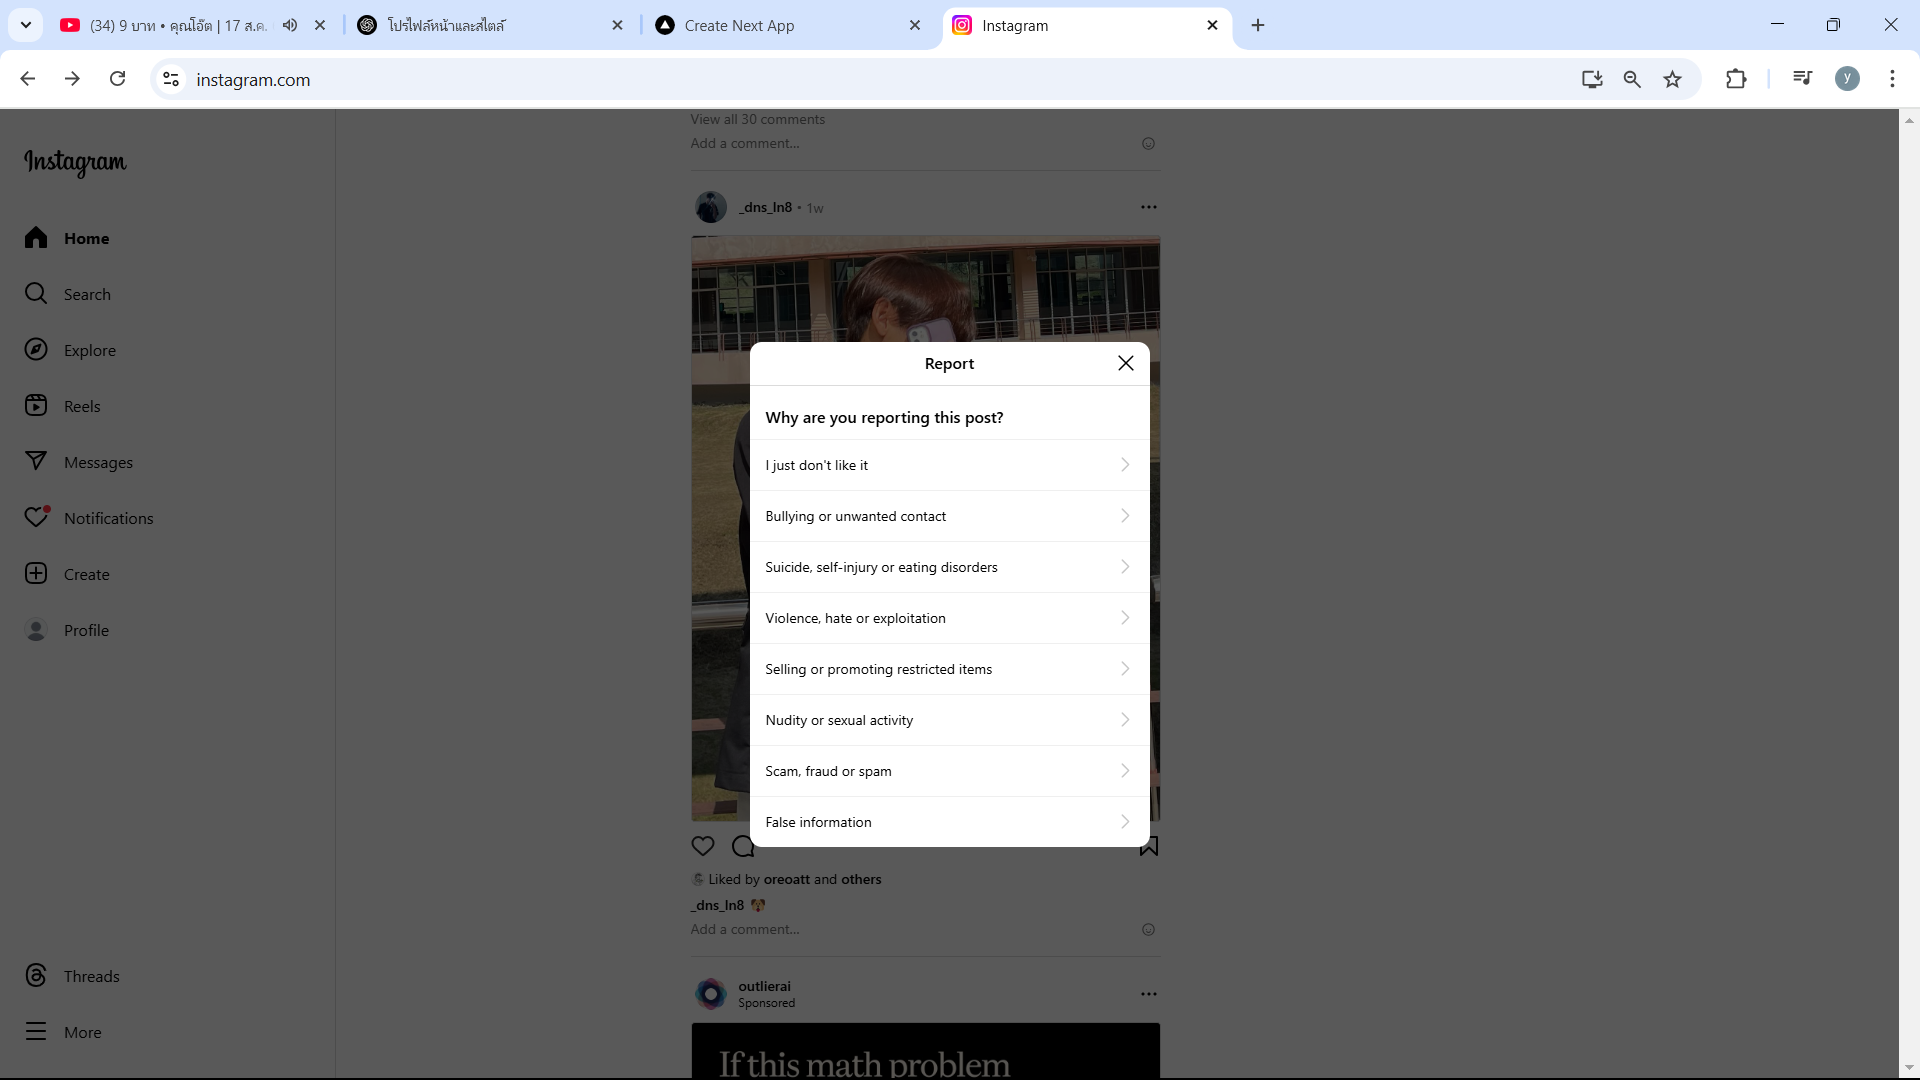 (34) 9 บาท • คุณโอ๊ต | 17 ส.ค.
โปรไฟล์หน้าและสไตล์
Create Next App
Instagram
instagram.com
y
Instagram
Home
Search
Explore
Reels
Messages
Notifications
Create
Profile
Threads
More
View all 30 comments
Add a comment...
_dns_ln8 • 1w
Report
Why are you reporting this post?
I just don't like it
Bullying or unwanted contact
Suicide, self-injury or eating disorders
Violence, hate or exploitation
Selling or promoting restricted items
Nudity or sexual activity
Scam, fraud or spam
False information
Liked by oreoatt and others
_dns_ln8 🐶
Add a comment...
outlierai
Sponsored
If this math problem